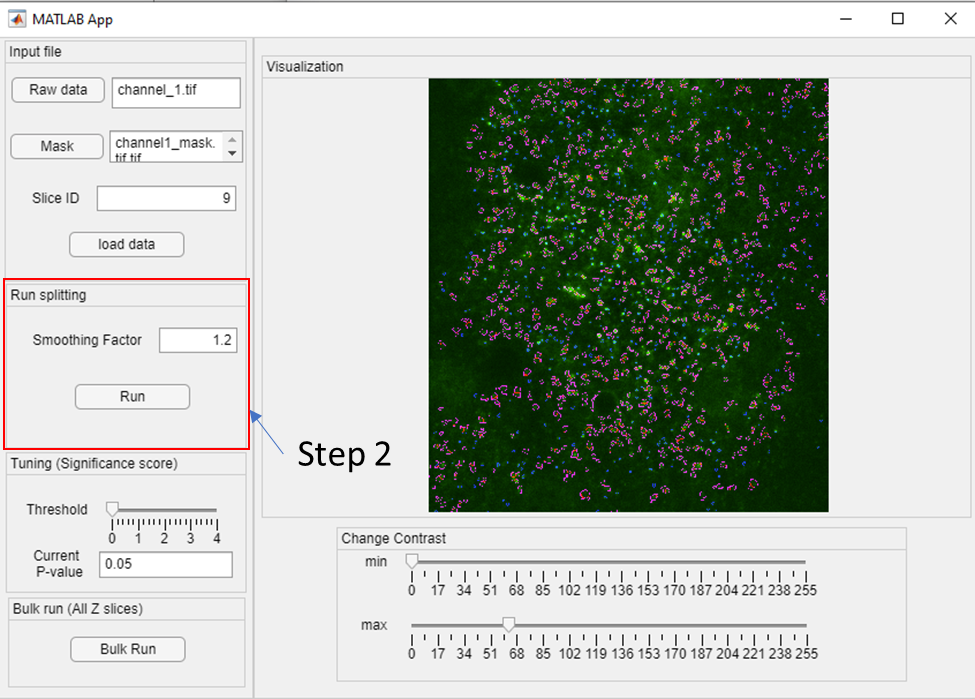 MATLAB App
Input file
Raw data
channel_1.tif
Mask
channel1_mask.
tif.tif
Slice ID
9
load data
Run splitting
Smoothing Factor
1.2
Run
Step 2
Tuning (Significance score)
Threshold
0 1 2 3 4
Current
P-value
0.05
Bulk run (All Z slices)
Bulk Run
Visualization
Change Contrast
min
0 17 34 51 68 85 102 119 136 153 170 187 204 221 238 255
max
0 17 34 51 68 85 102 119 136 153 170 187 204 221 238 255